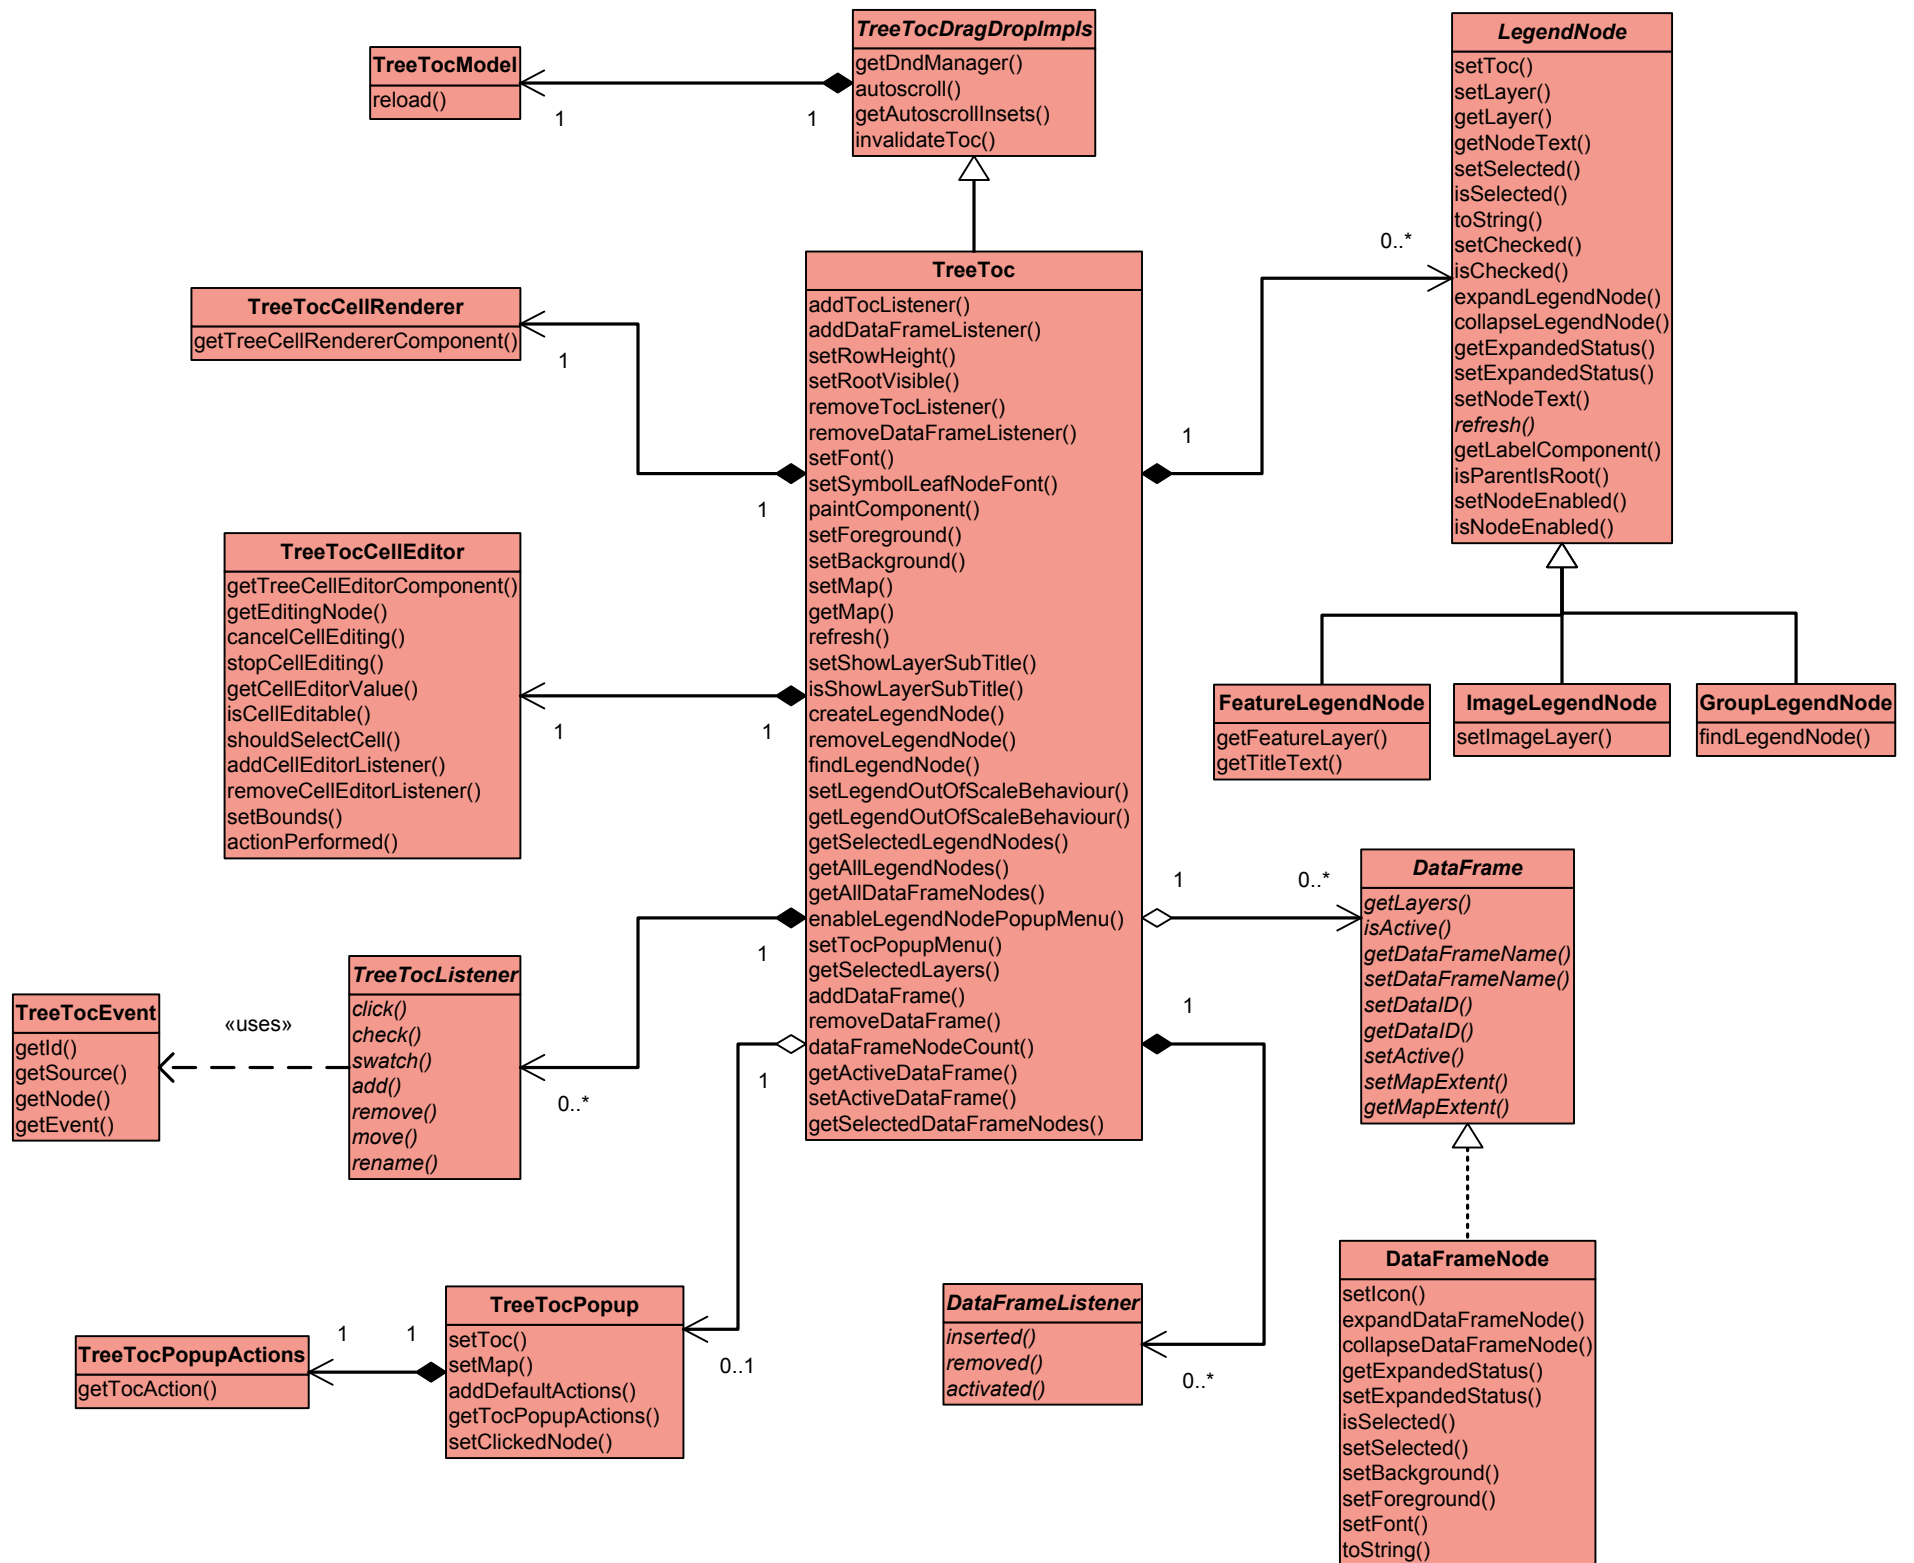 TreeTocDragDropImpls
getDndManager()
autoscroll()
getAutoscrollInsets()
invalidateToc()
TreeTocModel
reload()
1
1
LegendNode
setToc()
setLayer()
getLayer()
getNodeText()
setSelected()
isSelected()
toString()
setChecked()
isChecked()
expandLegendNode()
collapseLegendNode()
getExpandedStatus()
setExpandedStatus()
setNodeText()
refresh()
getLabelComponent()
isParentIsRoot()
setNodeEnabled()
isNodeEnabled()
0..*
1
TreeToc
addTocListener()
addDataFrameListener()
setRowHeight()
setRootVisible()
removeTocListener()
removeDataFrameListener()
setFont()
setSymbolLeafNodeFont()
paintComponent()
setForeground()
setBackground()
setMap()
getMap()
refresh()
setShowLayerSubTitle()
isShowLayerSubTitle()
createLegendNode()
removeLegendNode()
findLegendNode()
setLegendOutOfScaleBehaviour()
getLegendOutOfScaleBehaviour()
getSelectedLegendNodes()
getAllLegendNodes()
getAllDataFrameNodes()
enableLegendNodePopupMenu()
setTocPopupMenu()
getSelectedLayers()
addDataFrame()
removeDataFrame()
dataFrameNodeCount()
getActiveDataFrame()
setActiveDataFrame()
getSelectedDataFrameNodes()
TreeTocCellRenderer
getTreeCellRendererComponent()
1
1
TreeTocCellEditor
getTreeCellEditorComponent()
getEditingNode()
cancelCellEditing()
stopCellEditing()
getCellEditorValue()
isCellEditable()
shouldSelectCell()
addCellEditorListener()
removeCellEditorListener()
setBounds()
actionPerformed()
1
1
FeatureLegendNode
getFeatureLayer()
getTitleText()
ImageLegendNode
setImageLayer()
GroupLegendNode
findLegendNode()
1
0..*
DataFrame
getLayers()
isActive()
getDataFrameName()
setDataFrameName()
setDataID()
getDataID()
setActive()
setMapExtent()
getMapExtent()
TreeTocEvent
getId()
getSource()
getNode()
getEvent()
«uses»
TreeTocListener
click()
check()
swatch()
add()
remove()
move()
rename()
1
0..*
1
1
0..*
0..1
DataFrameListener
inserted()
removed()
activated()
TreeTocPopup
setToc()
setMap()
addDefaultActions()
getTocPopupActions()
setClickedNode()
1
1
TreeTocPopupActions
getTocAction()
DataFrameNode
setIcon()
expandDataFrameNode()
collapseDataFrameNode()
getExpandedStatus()
setExpandedStatus()
isSelected()
setSelected()
setBackground()
setForeground()
setFont()
toString()